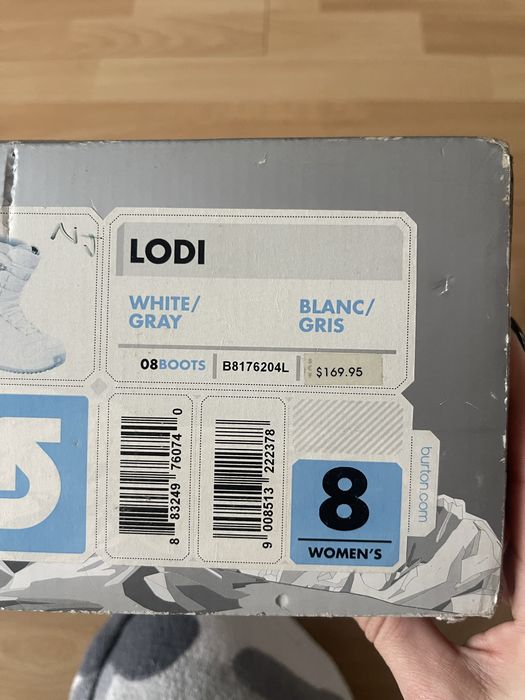 LODI
WHITE/
GRAY
BLANC/
GRIS
08BOOTS
B8176204L
$169.95
8 83249 76074 0
9 008513 222378
8
WOMEN'S
burton.com